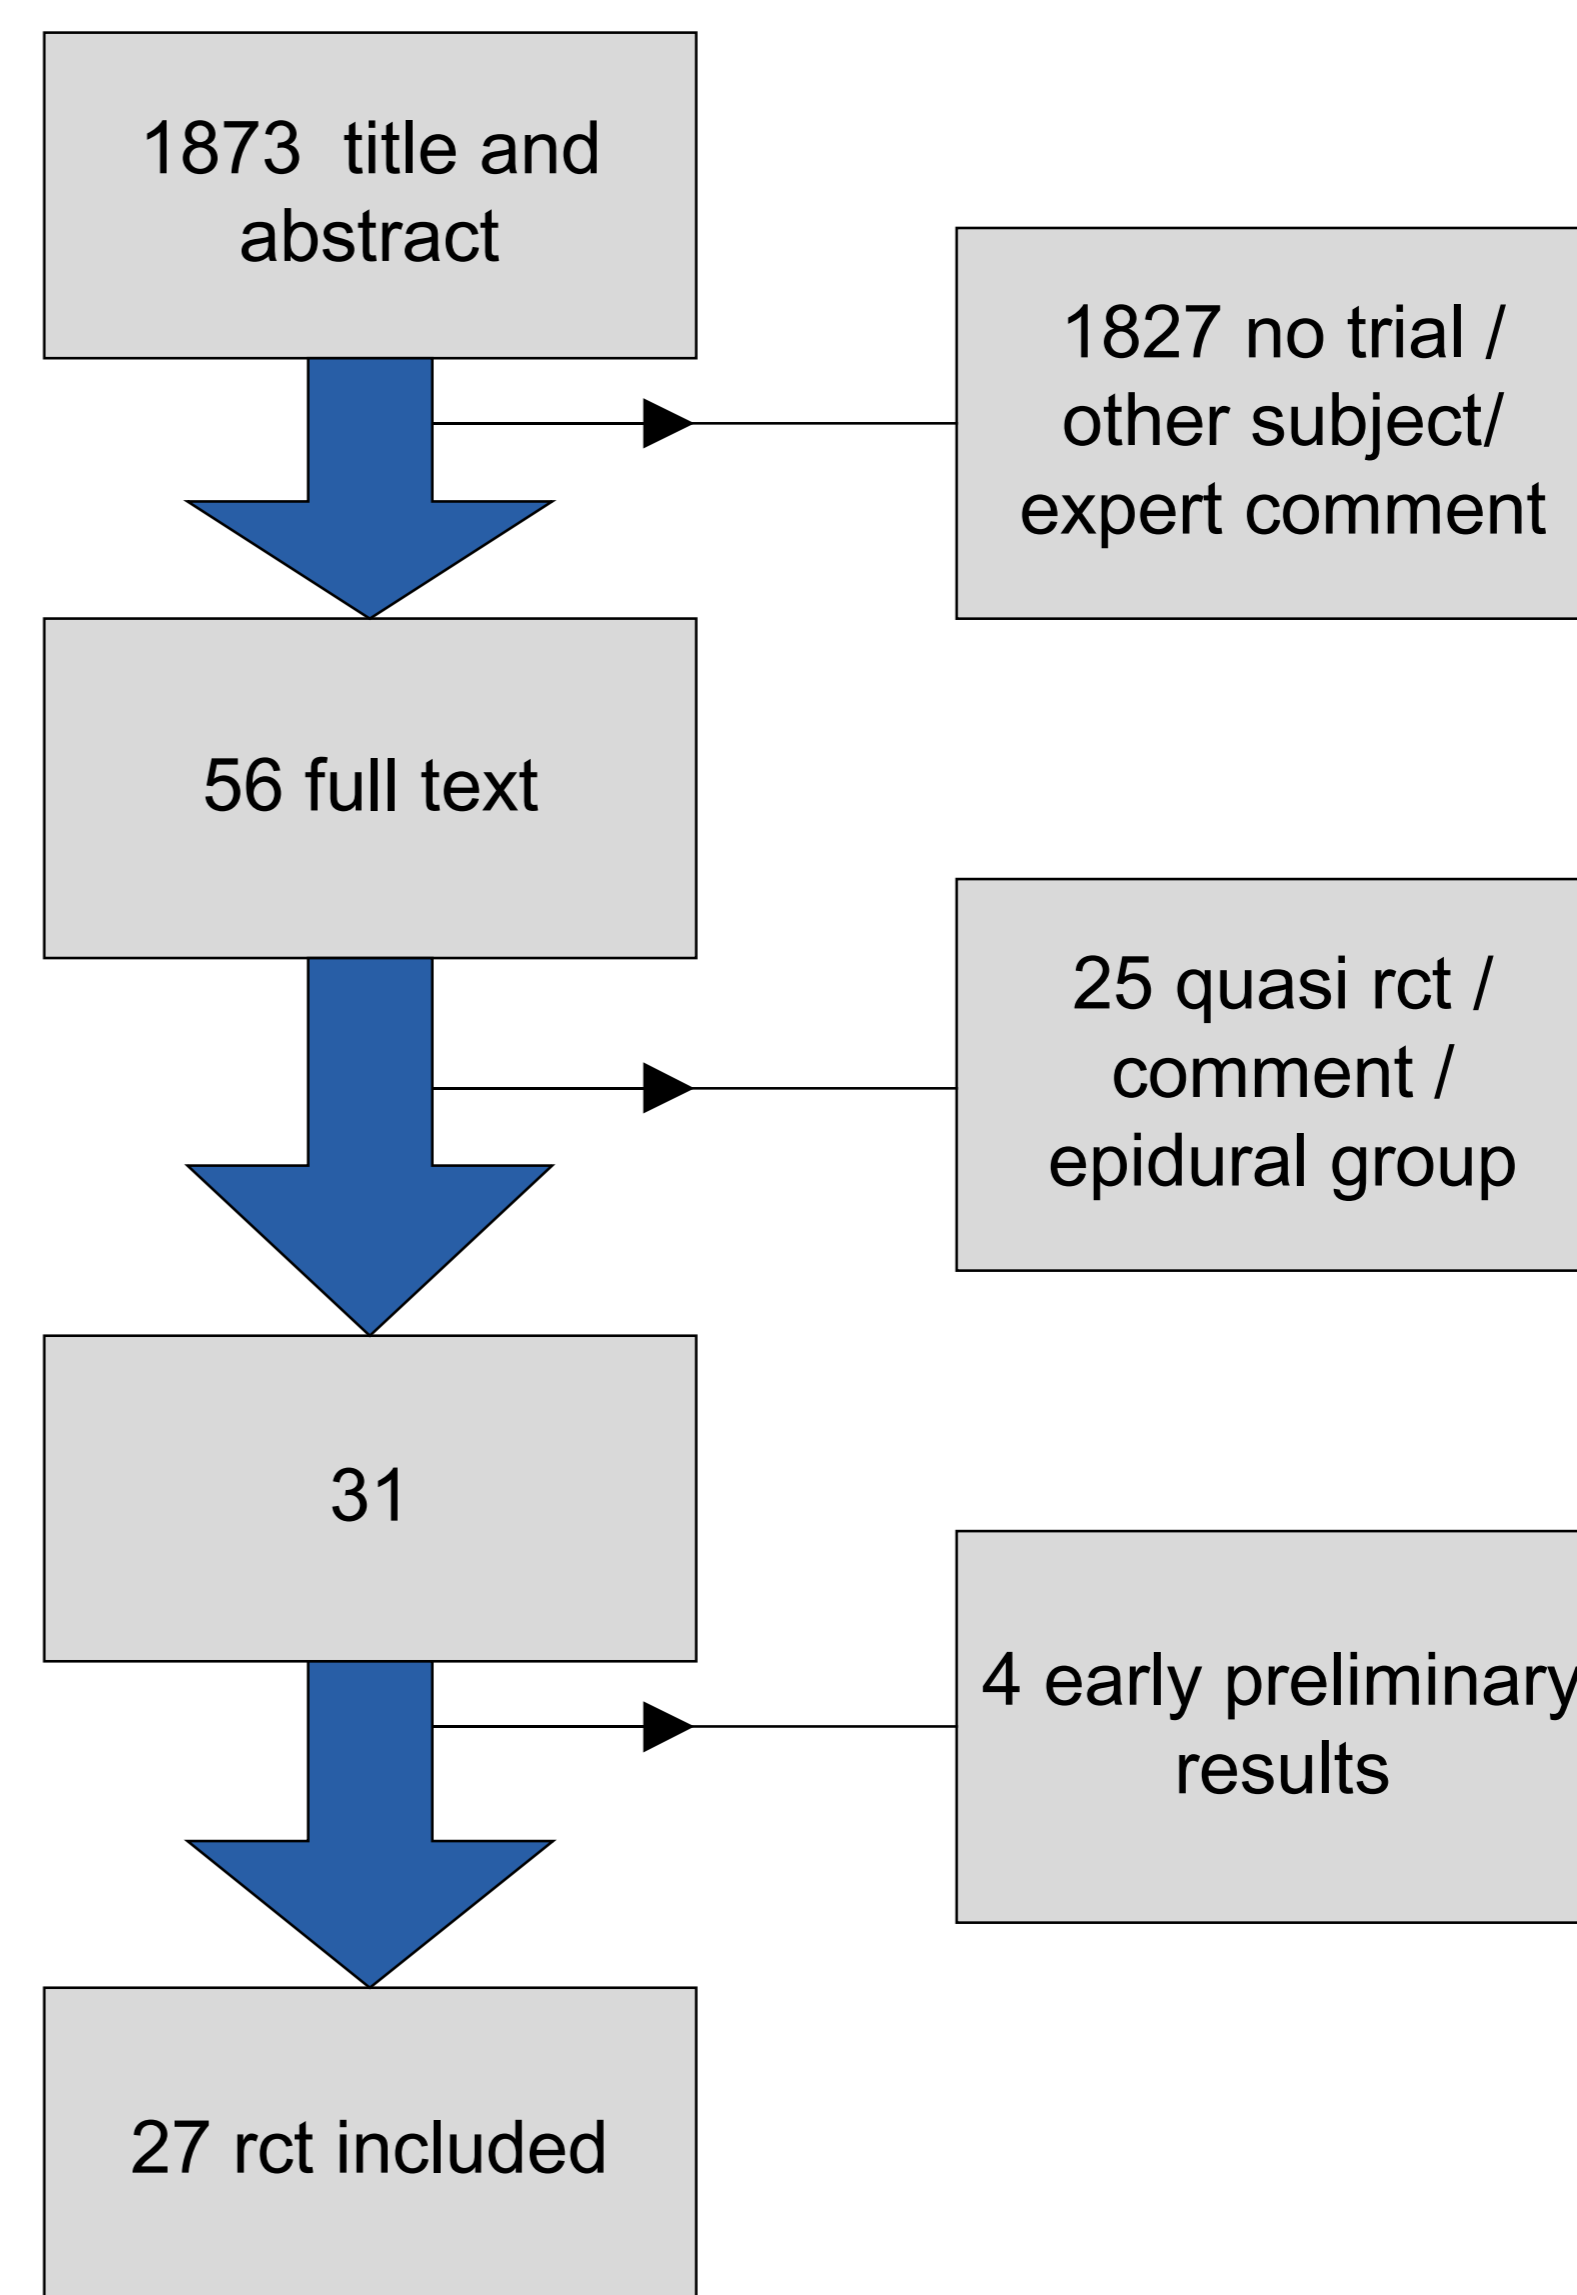 1873 title and
abstract
1827 no trial /
other subject/
expert comment
56 full text
25 quasi rct /
comment /
epidural group
31
4 early preliminary
results
27 rct included